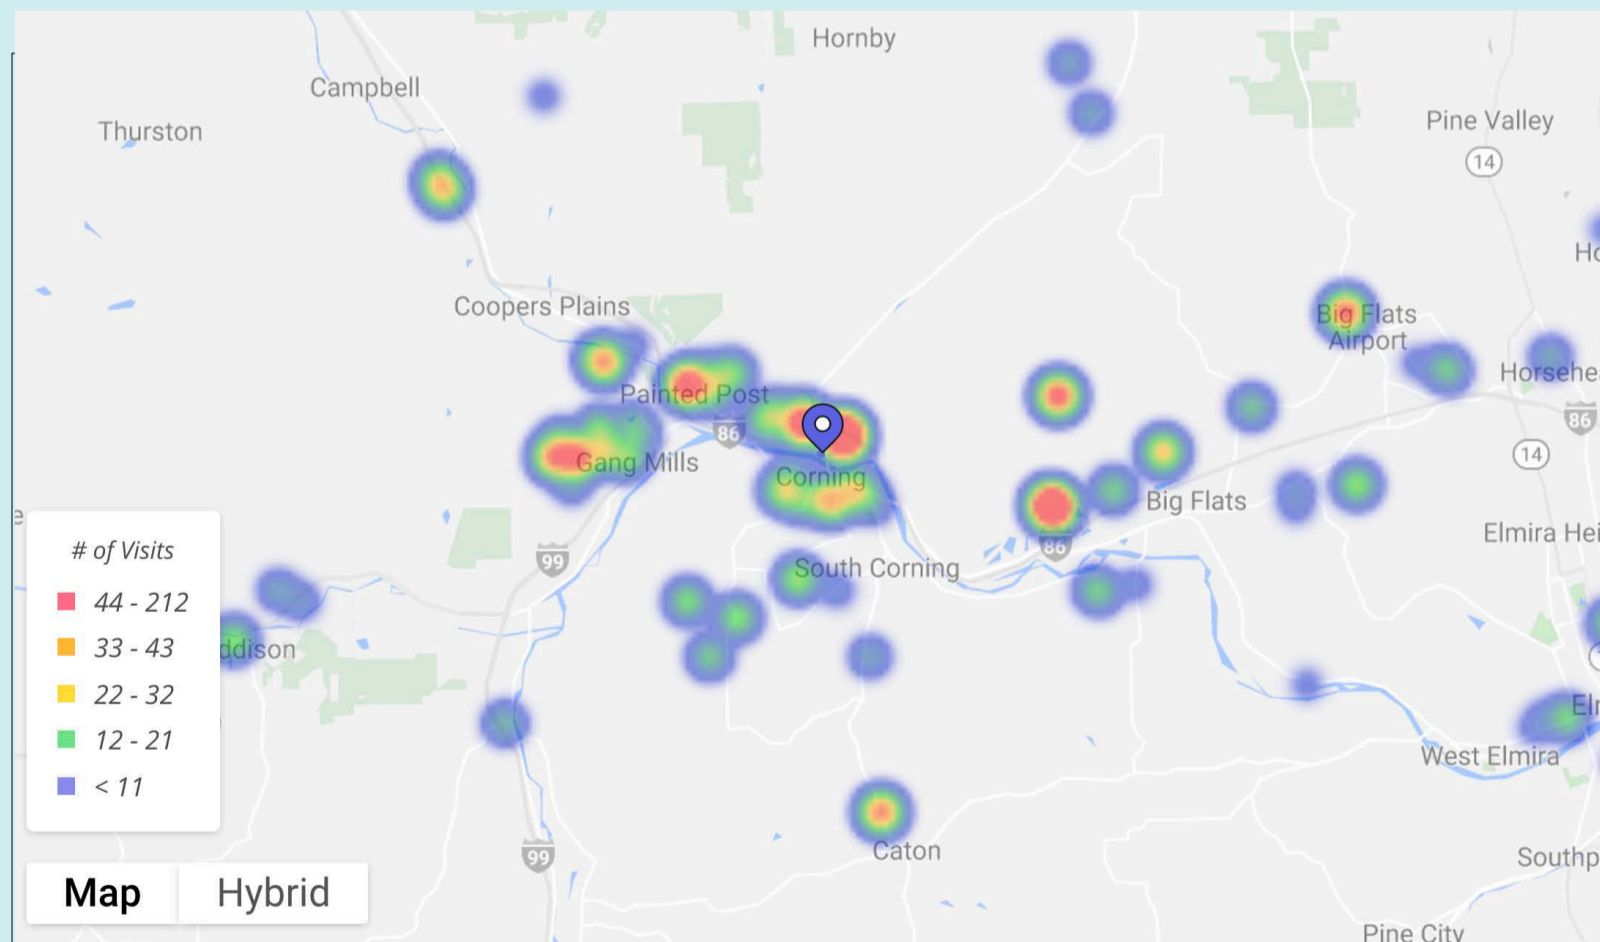 Hornby
Campbell
Thurston
Pine Valley
14
Ho
Coopers Plains
Big Flats
Airport
Horsehe
Painted Post
86
86
14
Gang Mills
Corning
Big Flats
e
Elmira Hei
86
99
South Corning
# of Visits
44 - 212
33 - 43
22 - 32
12 - 21
< 11
ddison
Elr
West Elmira
Caton
99
Southp
Map
Hybrid
Pine City